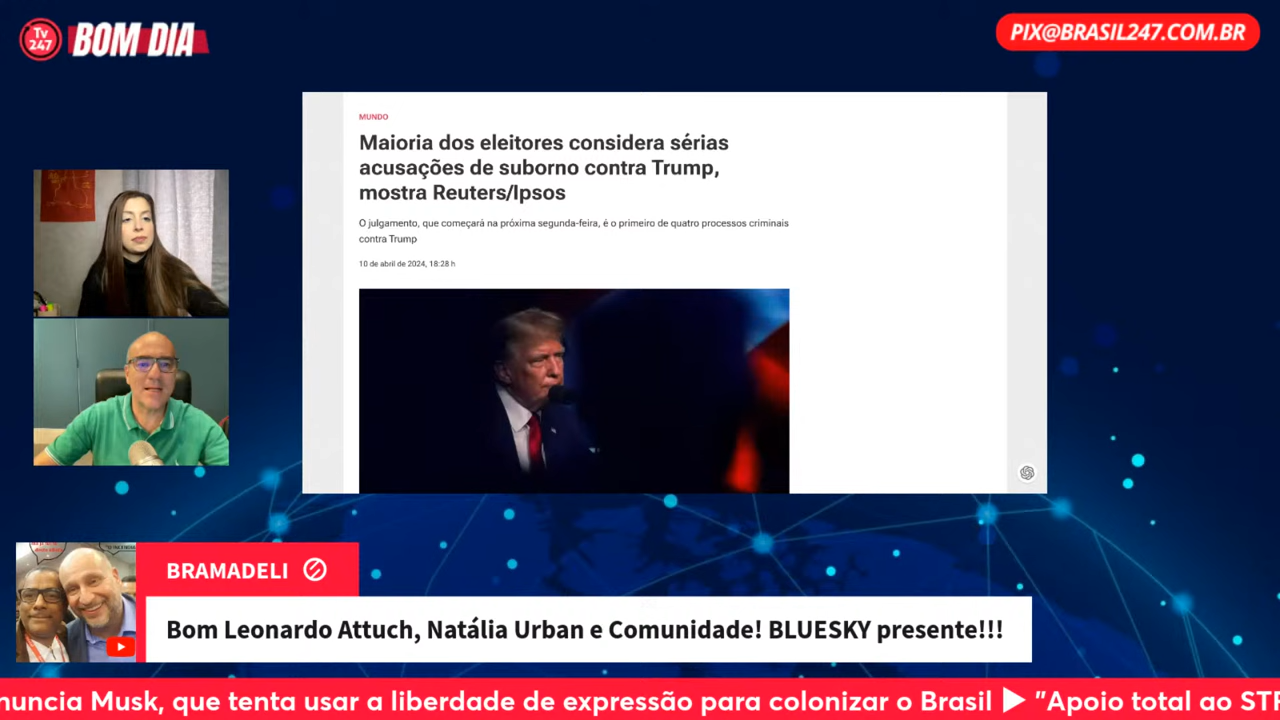 Tv
247
BOM DIA
PIX@BRASIL247.COM.BR
MUNDO
Maioria dos eleitores considera sérias
acusações de suborno contra Trump,
mostra Reuters/Ipsos
O julgamento, que começará na próxima segunda-feira, é o primeiro de quatro processos criminais
contra Trump
10 de abril de 2024, 18:28 h
BRAMADELI
Bom Leonardo Attuch, Natália Urban e Comunidade! BLUESKY presente!!!
nuncia Musk, que tenta usar a liberdade de expressão para colonizar o Brasil ▶ "Apoio total ao STF